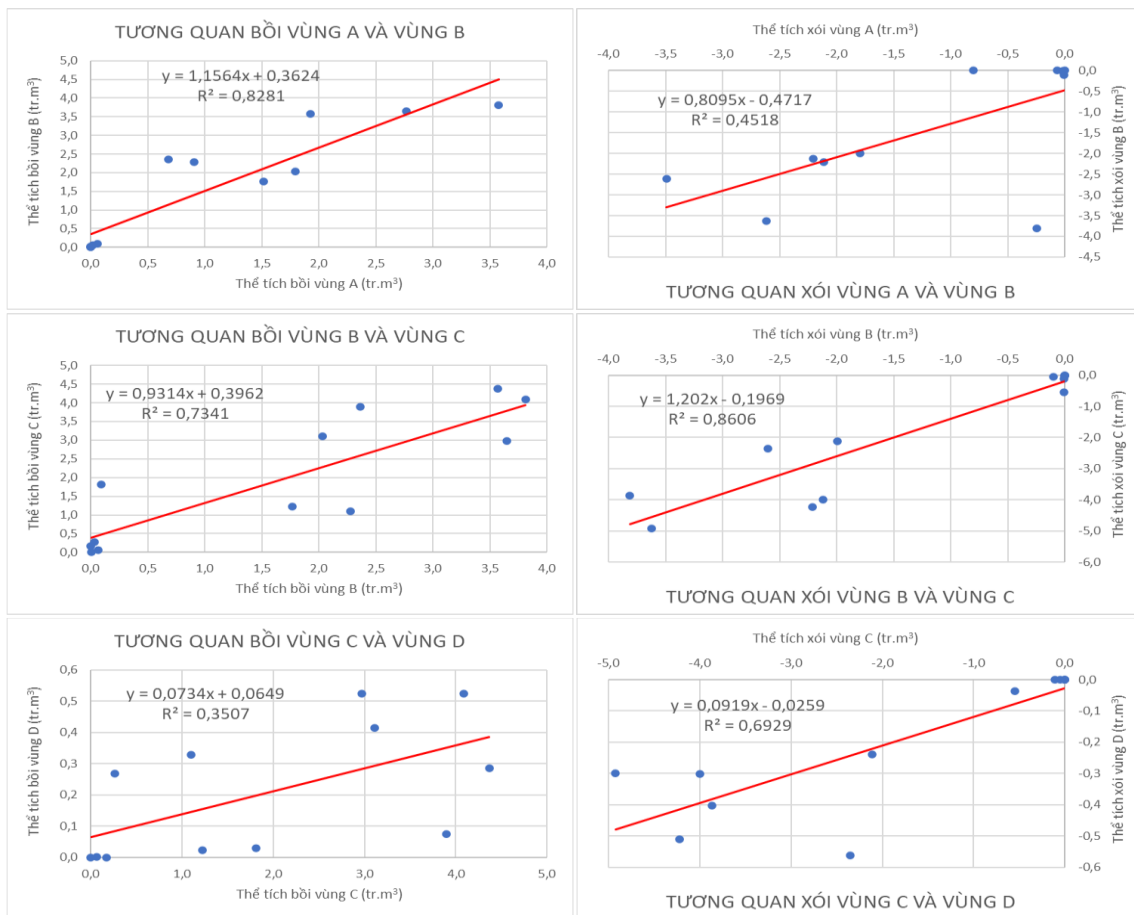 TƯƠNG QUAN BỒI VÙNG A VÀ VÙNG B
y = 1,1564x + 0,3624
R² = 0,8281
Thể tích bồi vùng B (tr.m³)
5,0
4,5
4,0
3,5
3,0
2,5
2,0
1,5
1,0
0,5
0,0
0,0 0,5 1,0 1,5 2,0 2,5 3,0 3,5 4,0
Thể tích bồi vùng A (tr.m³)
Thể tích xói vùng A (tr.m³)
-4,0 -3,5 -3,0 -2,5 -2,0 -1,5 -1,0 -0,5 0,0
y = 0,8095x - 0,4717
R² = 0,4518
0,0
-0,5
-1,0
-1,5
-2,0
-2,5
-3,0
-3,5
-4,0
-4,5
Thể tích xói vùng B (tr.m³)
TƯƠNG QUAN XÓI VÙNG A VÀ VÙNG B
TƯƠNG QUAN BỒI VÙNG B VÀ VÙNG C
y = 0,9314x + 0,3962
R² = 0,7341
Thể tích bồi vùng C (tr.m³)
5,0
4,5
4,0
3,5
3,0
2,5
2,0
1,5
1,0
0,5
0,0
0,0 0,5 1,0 1,5 2,0 2,5 3,0 3,5 4,0
Thể tích bồi vùng B (tr.m³)
Thể tích xói vùng B (tr.m³)
-4,0 -3,5 -3,0 -2,5 -2,0 -1,5 -1,0 -0,5 0,0
y = 1,202x - 0,1969
R² = 0,8606
0,0
-1,0
-2,0
-3,0
-4,0
-5,0
-6,0
Thể tích xói vùng C (tr.m³)
TƯƠNG QUAN XÓI VÙNG B VÀ VÙNG C
TƯƠNG QUAN BỒI VÙNG C VÀ VÙNG D
y = 0,0734x + 0,0649
R² = 0,3507
Thể tích bồi vùng D (tr.m³)
0,6
0,5
0,4
0,3
0,2
0,1
0,0
0,0 1,0 2,0 3,0 4,0 5,0
Thể tích bồi vùng C (tr.m³)
Thể tích xói vùng C (tr.m³)
-5,0 -4,0 -3,0 -2,0 -1,0 0,0
y = 0,0919x - 0,0259
R² = 0,6929
0,0
-0,1
-0,2
-0,3
-0,4
-0,5
-0,6
Thể tích xói vùng D (tr.m³)
TƯƠNG QUAN XÓI VÙNG C VÀ VÙNG D